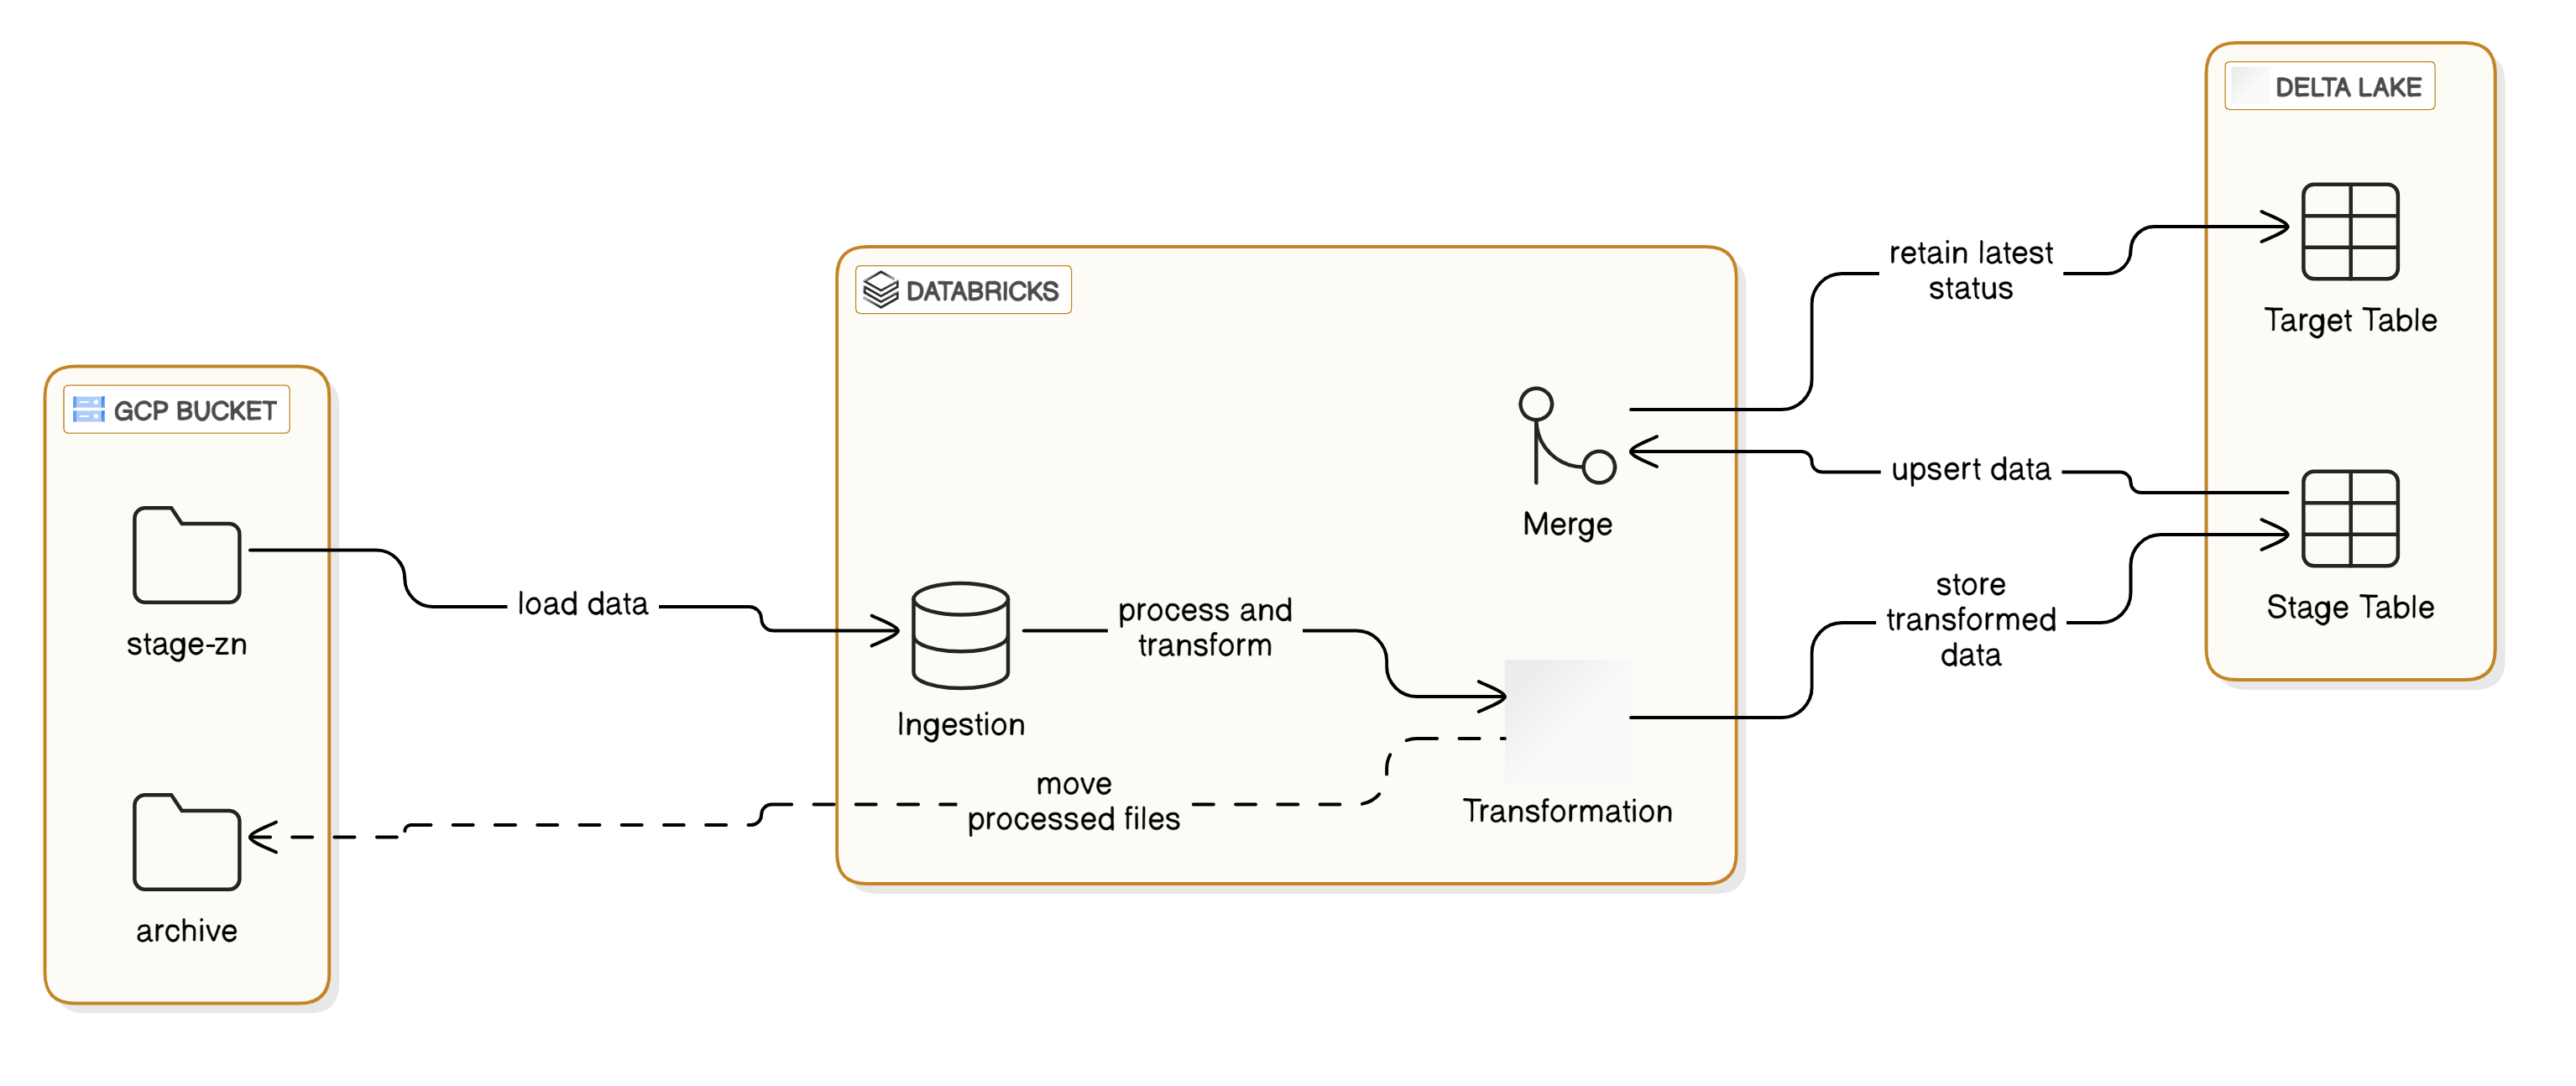 GCP BUCKET
stage-zn
archive
load data
DATABRICKS
Ingestion
process and
transform
move
processed files
Merge
Transformation
retain latest
status
upsert data
store
transformed
data
DELTA LAKE
Target Table
Stage Table